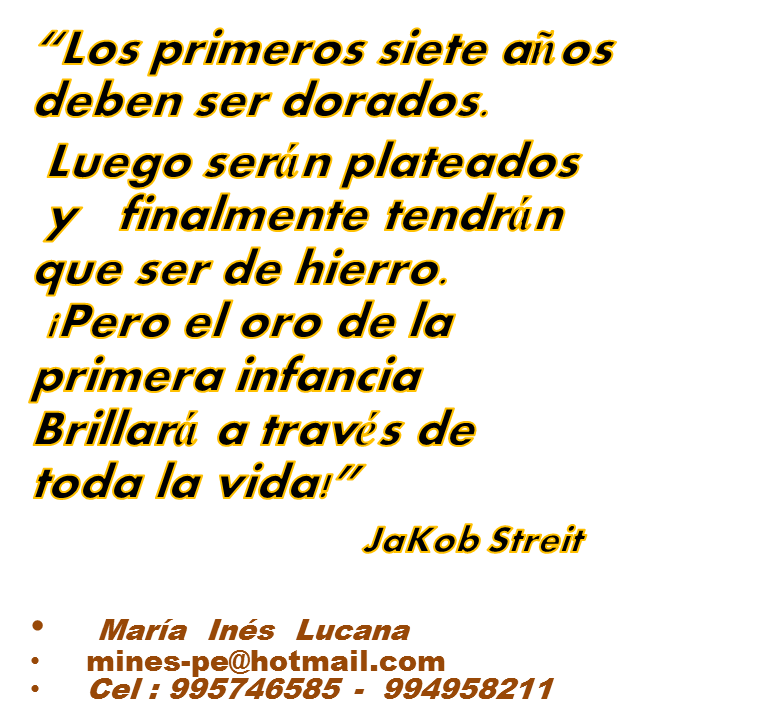 “Los primeros siete años
deben ser dorados.
Luego serán plateados
y finalmente tendrán
que ser de hierro.
¡Pero el oro de la
primera infancia
Brillará a través de
toda la vida!”
JaKob Streit
• María Inés Lucana
• mines-pe@hotmail.com
• Cel : 995746585 - 994958211